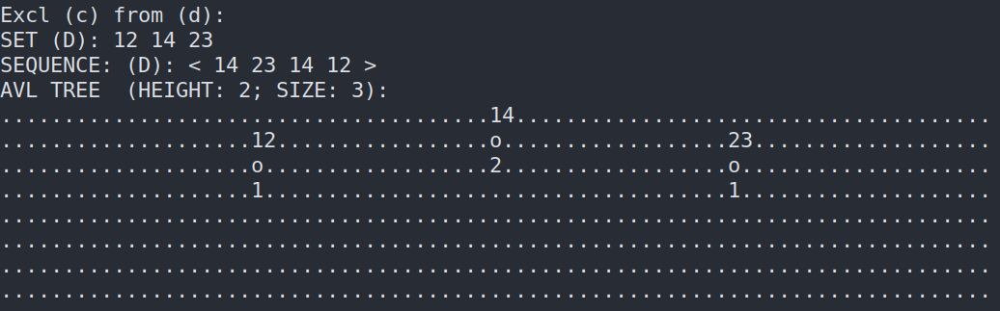 Excl (c) from (d):
SET (D): 12 14 23
SEQUENCE: (D): < 14 23 14 12 >
AVL TREE  (HEIGHT: 2; SIZE: 3):
.......................................14......................................
....................12.................o..................23...................
....................o..................2..................o....................
....................1.....................................1....................
...............................................................................
...............................................................................
...............................................................................
...............................................................................